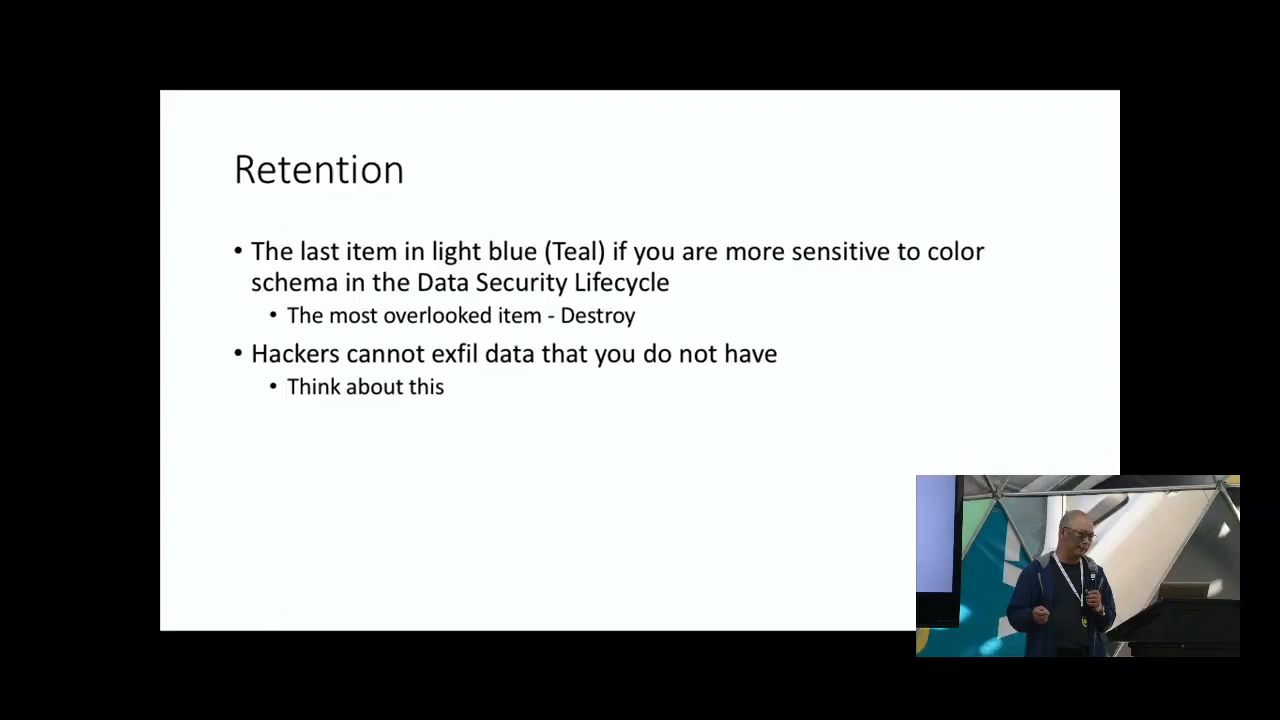 Retention
• The last item in light blue (Teal) if you are more sensitive to color
schema in the Data Security Lifecycle
• The most overlooked item - Destroy
• Hackers cannot exfil data that you do not have
• Think about this